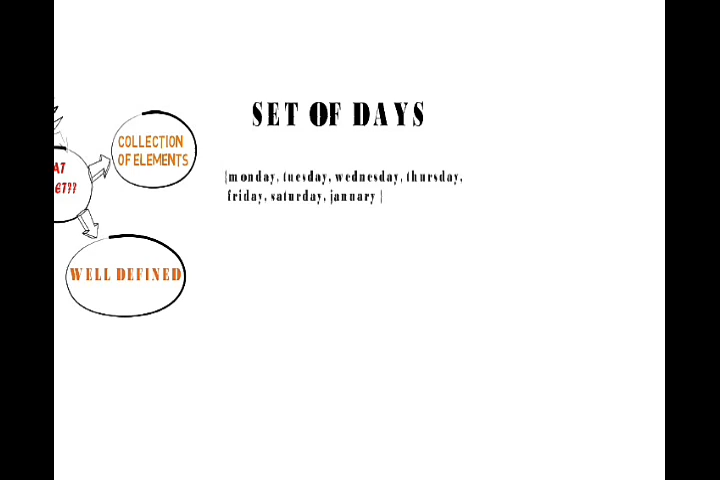 SET OF DAYS
COLLECTION
OF ELEMENTS
{monday, tuesday, wednesday, thursday,
friday, saturday, january }
WELL DEFINED